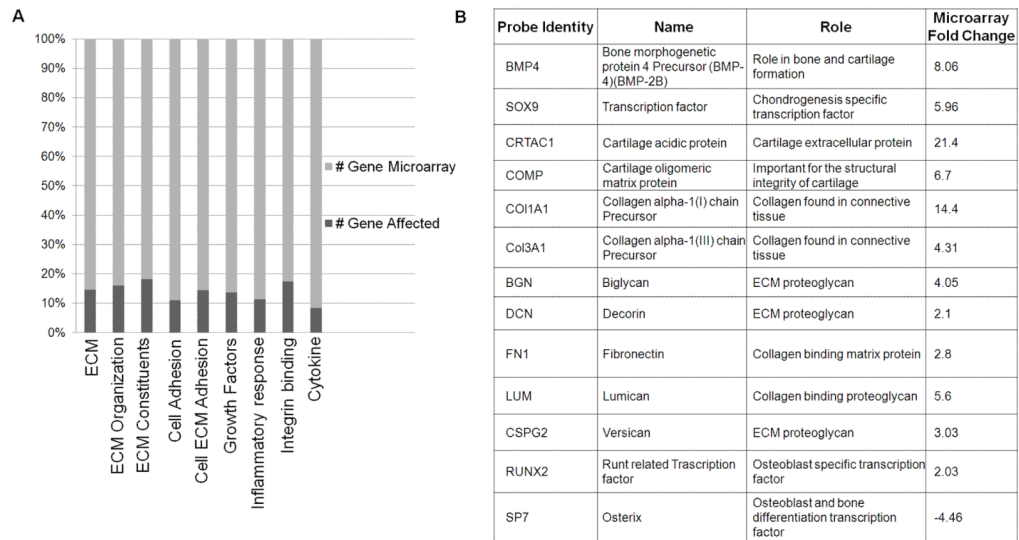 A
100%
90%
80%
70%
60%
50%
40%
30%
20%
10%
0%
# Gene Microarray
# Gene Affected
ECM
ECM Organization
ECM Constituents
Cell Adhesion
Cell ECM Adhesion
Growth Factors
Inflammatory response
Integrin binding
Cytokine
B
Probe Identity
Name
Role
Microarray
Fold Change
BMP4
Bone morphogenetic
protein 4 Precursor (BMP-
4)(BMP-2B)
Role in bone and cartilage
formation
8.06
SOX9
Transcription factor
Chondrogenesis specific
transcription factor
5.96
CRTAC1
Cartilage acidic protein
Cartilage extracellular protein
21.4
COMP
Cartilage oligomeric
matrix protein
Important for the structural
integrity of cartilage
6.7
COl1A1
Collagen alpha-1(I) chain
Precursor
Collagen found in connective
tissue
14.4
Col3A1
Collagen alpha-1(III) chain
Precursor
Collagen found in connective
tissue
4.31
BGN
Biglycan
ECM proteoglycan
4.05
DCN
Decorin
ECM proteoglycan
2.1
FN1
Fibronectin
Collagen binding matrix protein
2.8
LUM
Lumican
Collagen binding proteoglycan
5.6
CSPG2
Versican
ECM proteoglycan
3.03
RUNX2
Runt related Trascription
factor
Osteoblast specific transcription
factor
2.03
SP7
Osterix
Osteoblast and bone
differentiation transcription
factor
-4.46